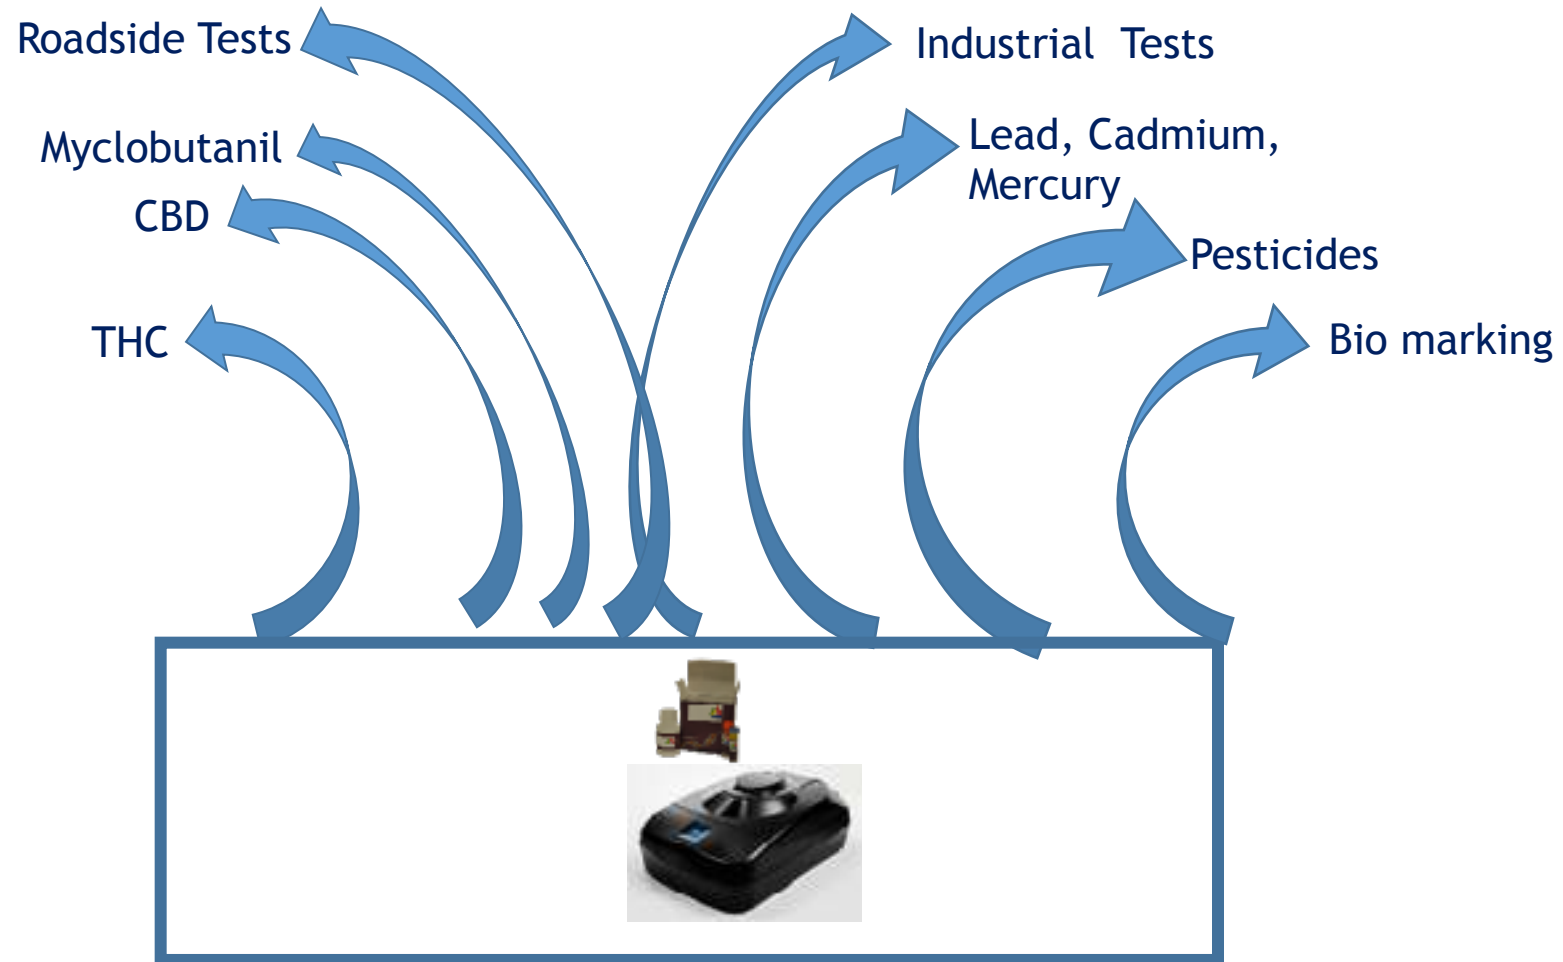 Roadside Tests
Myclobutanil
CBD
THC
Industrial Tests
Lead, Cadmium,
Mercury
Pesticides
Bio marking